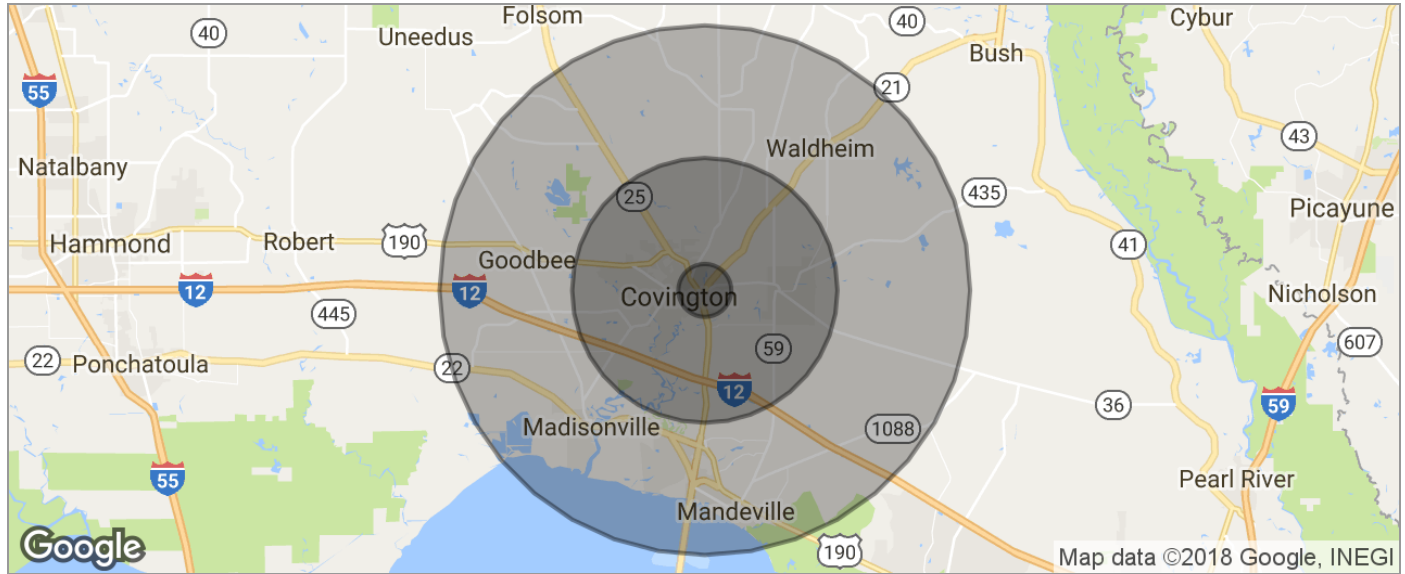 Folsom
Cybur
40
Uneedus
40
Bush
55
21
43
Natalbany
Waldheim
25
435
Picayune
Hammond
Robert
190
41
Goodbee
12
12
Covington
Nicholson
445
607
22
Ponchatoula
22
59
12
36
59
Madisonville
1088
55
Pearl River
Mandeville
190
Google
Map data ©2018 Google, INEGI